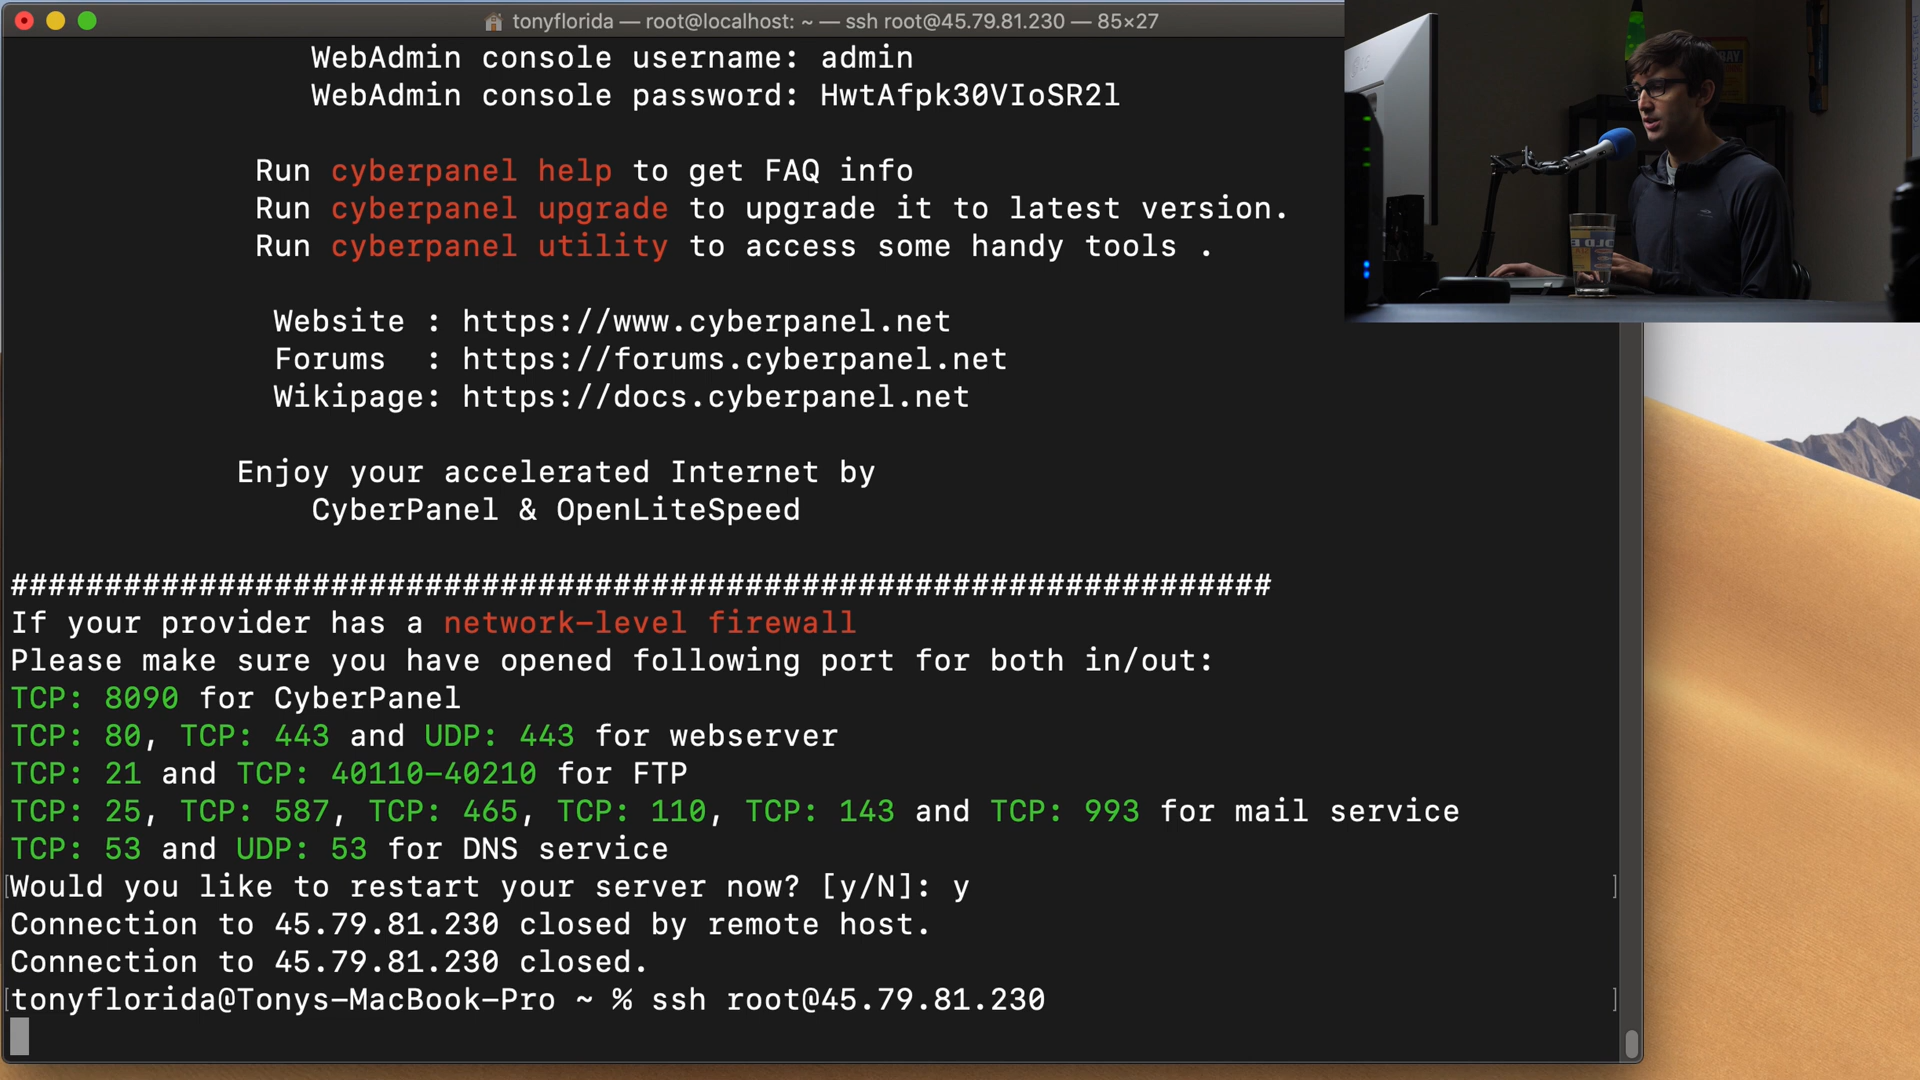 tonyflorida — root@localhost: ~ — ssh root@45.79.81.230 — 85×27
WebAdmin console username: admin
WebAdmin console password: HwtAfpk30VIoSR2l
Run cyberpanel help to get FAQ info
Run cyberpanel upgrade to upgrade it to latest version.
Run cyberpanel utility to access some handy tools .
Website : https://www.cyberpanel.net
Forums  : https://forums.cyberpanel.net
Wikipage: https://docs.cyberpanel.net
Enjoy your accelerated Internet by
CyberPanel & OpenLiteSpeed
###################################################################
If your provider has a network-level firewall
Please make sure you have opened following port for both in/out:
TCP: 8090 for CyberPanel
TCP: 80, TCP: 443 and UDP: 443 for webserver
TCP: 21 and TCP: 40110-40210 for FTP
TCP: 25, TCP: 587, TCP: 465, TCP: 110, TCP: 143 and TCP: 993 for mail service
TCP: 53 and UDP: 53 for DNS service
[Would you like to restart your server now? [y/N]: y ]
Connection to 45.79.81.230 closed by remote host.
Connection to 45.79.81.230 closed.
[tonyflorida@Tonys-MacBook-Pro ~ % ssh root@45.79.81.230 ]